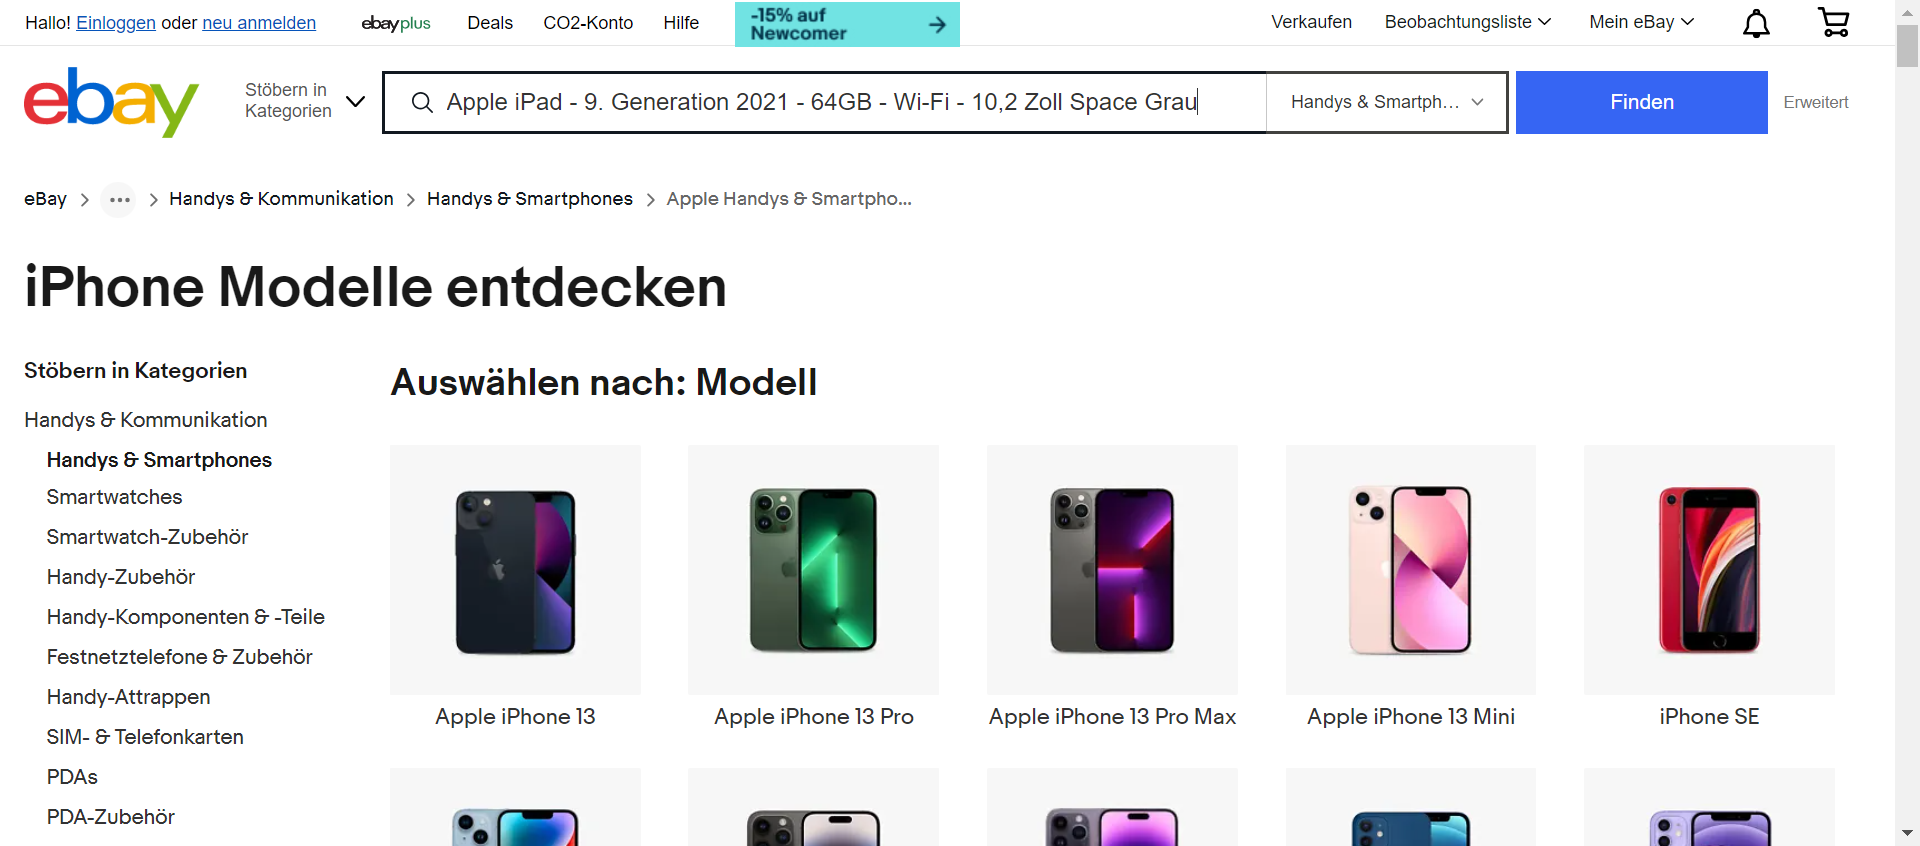 Hallo! Einloggen oder neu anmelden
ebayplus
Deals
CO2-Konto
Hilfe
-15% auf
Newcomer
Verkaufen
Beobachtungsliste
Mein eBay
ebay
Stöbern in
Kategorien
Apple iPad - 9. Generation 2021 - 64GB - Wi-Fi - 10,2 Zoll Space Grau
Handys & Smartph...
Finden
Erweitert
eBay
...
Handys & Kommunikation
Handys & Smartphones
Apple Handys & Smartpho...
iPhone Modelle entdecken
Stöbern in Kategorien
Handys & Kommunikation
Handys & Smartphones
Smartwatches
Smartwatch-Zubehör
Handy-Zubehör
Handy-Komponenten & -Teile
Festnetztelefone & Zubehör
Handy-Attrappen
SIM- & Telefonkarten
PDAs
PDA-Zubehör
Auswählen nach: Modell
Apple iPhone 13
Apple iPhone 13 Pro
Apple iPhone 13 Pro Max
Apple iPhone 13 Mini
iPhone SE